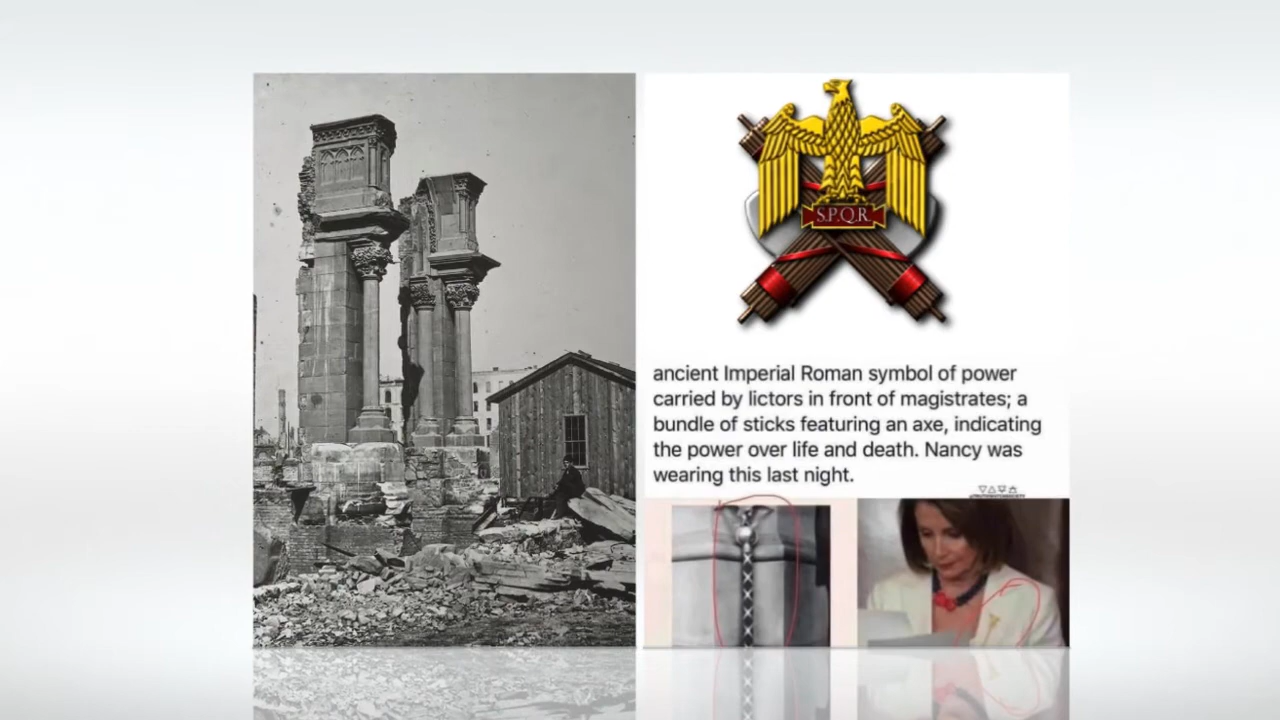 S.P.Q.R.
ancient Imperial Roman symbol of power
carried by lictors in front of magistrates; a
bundle of sticks featuring an axe, indicating
the power over life and death. Nancy was
wearing this last night.